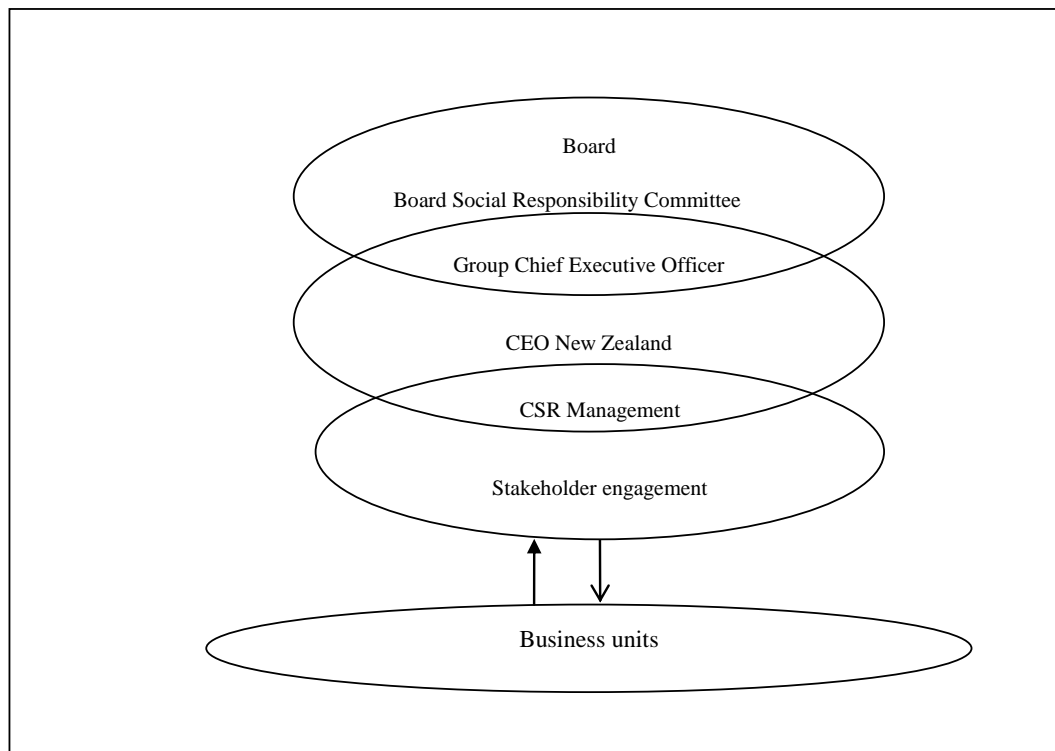 Board
Board Social Responsibility Committee
Group Chief Executive Officer
CEO New Zealand
CSR Management
Stakeholder engagement
Business units